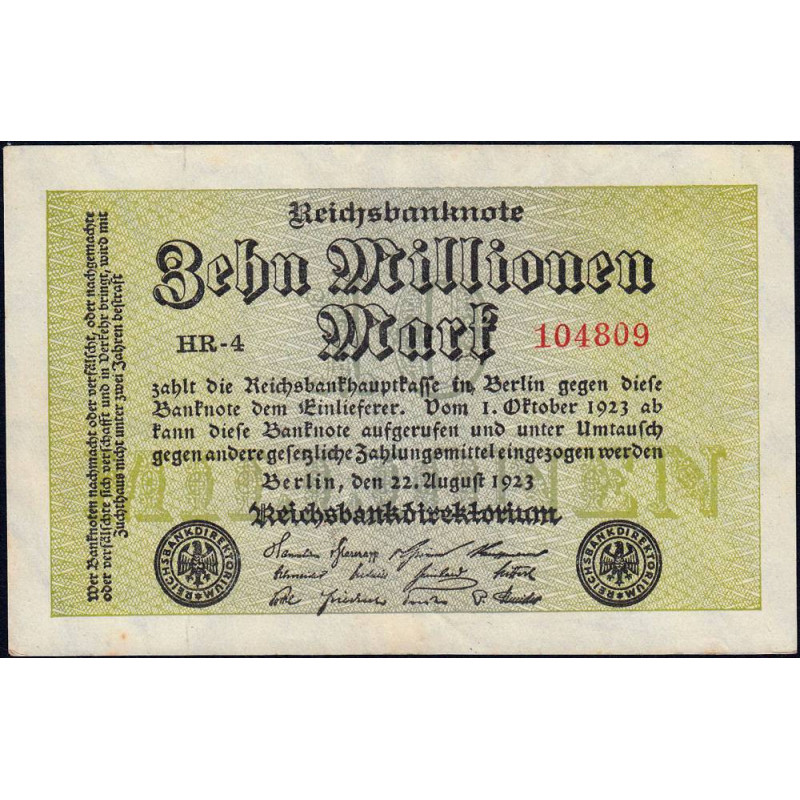 Reichsbanknote
Zehn Millionen
Mark
HR-4
104809
zahlt die Reichsbankhauptkasse in Berlin gegen diese
Banknote dem Einlieferer. Vom 1. Oktober 1923 ab
kann diese Banknote aufgerufen und unter Umtausch
gegen andere gesetzliche Zahlungsmittel eingezogen werden
Berlin, den 22. August 1923
Reichsbankdirektorium
REICHSBANKDIREKTORIUM
REICHSBANKDIREKTORIUM
Wer Banknoten nachmacht oder verfälscht, oder nachgemachte
oder verfälschte sich verschafft und in Verkehr bringt, wird mit
Zuchthaus nicht unter zwei Jahren bestraft